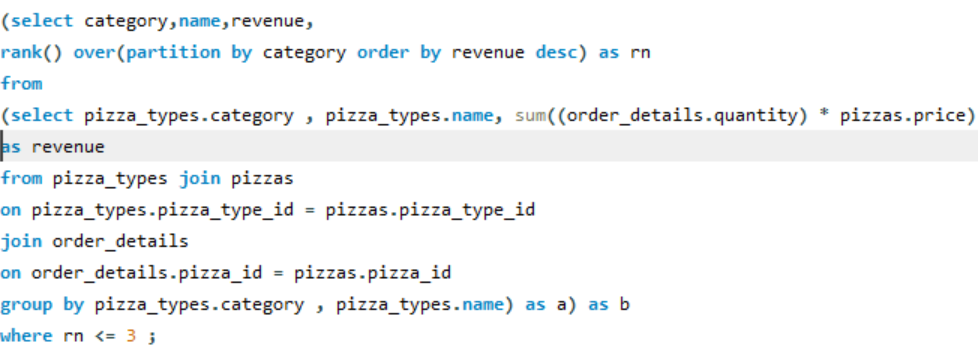 (select category,name,revenue,
rank() over(partition by category order by revenue desc) as rn
from
(select pizza_types.category , pizza_types.name, sum((order_details.quantity) * pizzas.price)
as revenue
from pizza_types join pizzas
on pizza_types.pizza_type_id = pizzas.pizza_type_id
join order_details
on order_details.pizza_id = pizzas.pizza_id
group by pizza_types.category , pizza_types.name) as a) as b
where rn <= 3 ;